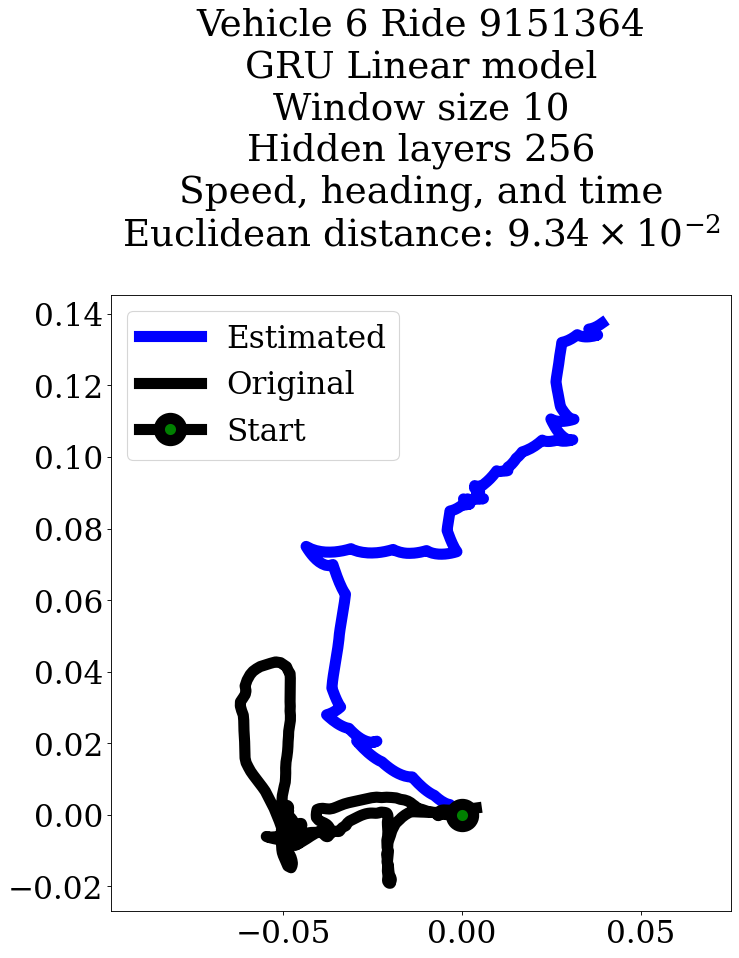 Vehicle 6 Ride 9151364
GRU Linear model
Window size 10
Hidden layers 256
Speed, heading, and time
Euclidean distance: 9.34 × 10⁻²
Estimated
Original
Start
0.14
0.12
0.10
0.08
0.06
0.04
0.02
0.00
−0.02
−0.05
0.00
0.05